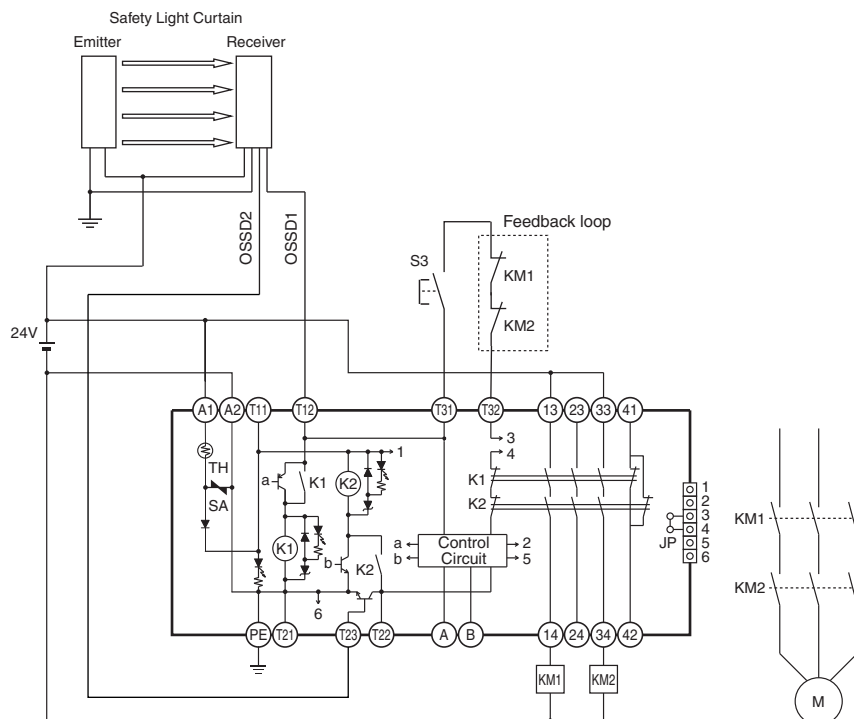 Safety Light Curtain
Emitter
Receiver
OSSD2
OSSD1
Feedback loop
S3
KM1
KM2
24V
A1
A2
T11
T12
T31
T32
13
23
33
41
TH
SA
a
K1
K2
1
3
4
K1
K2
K1
b
K2
6
a
b
Control
Circuit
2
5
JP
1
2
3
4
5
6
KM1
KM2
PE
T21
T23
T22
A
B
14
24
34
42
KM1
KM2
M